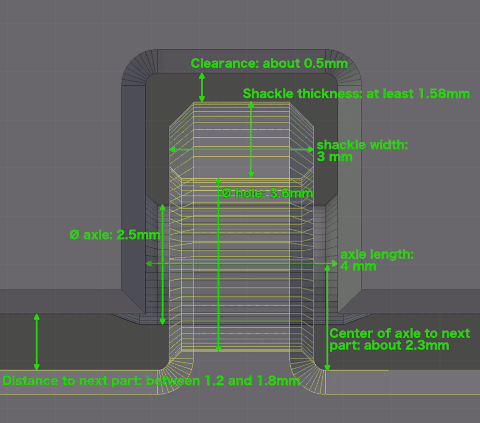 Clearance: about 0.5mm
Shackle thickness: at least 1.58mm
shackle width:
3 mm
Ø hole: 3.6mm
Ø axle: 2.5mm
axle length:
4 mm
Center of axle to next
part: about 2.3mm
Distance to next part: between 1.2 and 1.8mm